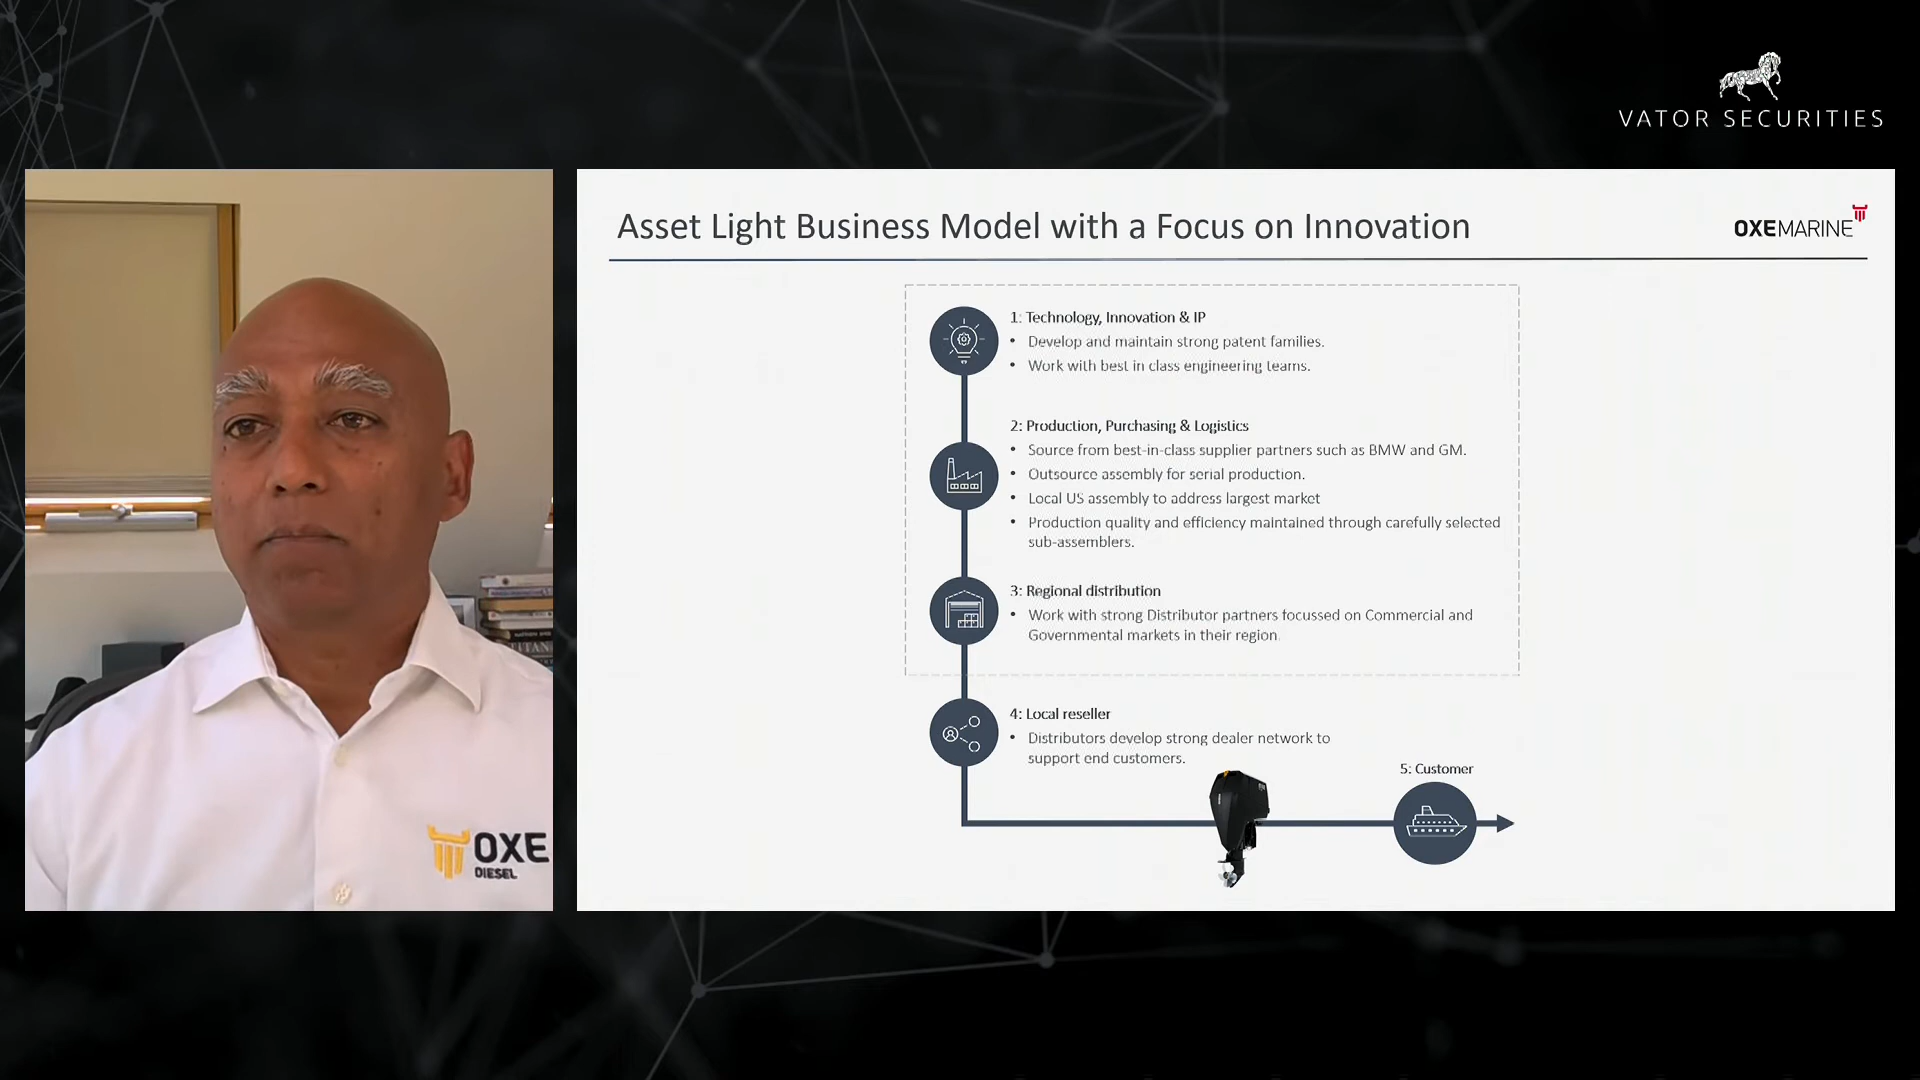 VATOR SECURITIES
Asset Light Business Model with a Focus on Innovation
OXEMARINE
1: Technology, Innovation & IP
• Develop and maintain strong patent families.
• Work with best in class engineering teams.
2: Production, Purchasing & Logistics
• Source from best-in-class supplier partners such as BMW and GM.
• Outsource assembly for serial production.
• Local US assembly to address largest market
• Production quality and efficiency maintained through carefully selected
sub-assemblers.
3: Regional distribution
• Work with strong Distributor partners focussed on Commercial and
Governmental markets in their region.
4: Local reseller
• Distributors develop strong dealer network to
support end customers.
5: Customer
OXE
DIESEL
TITAN